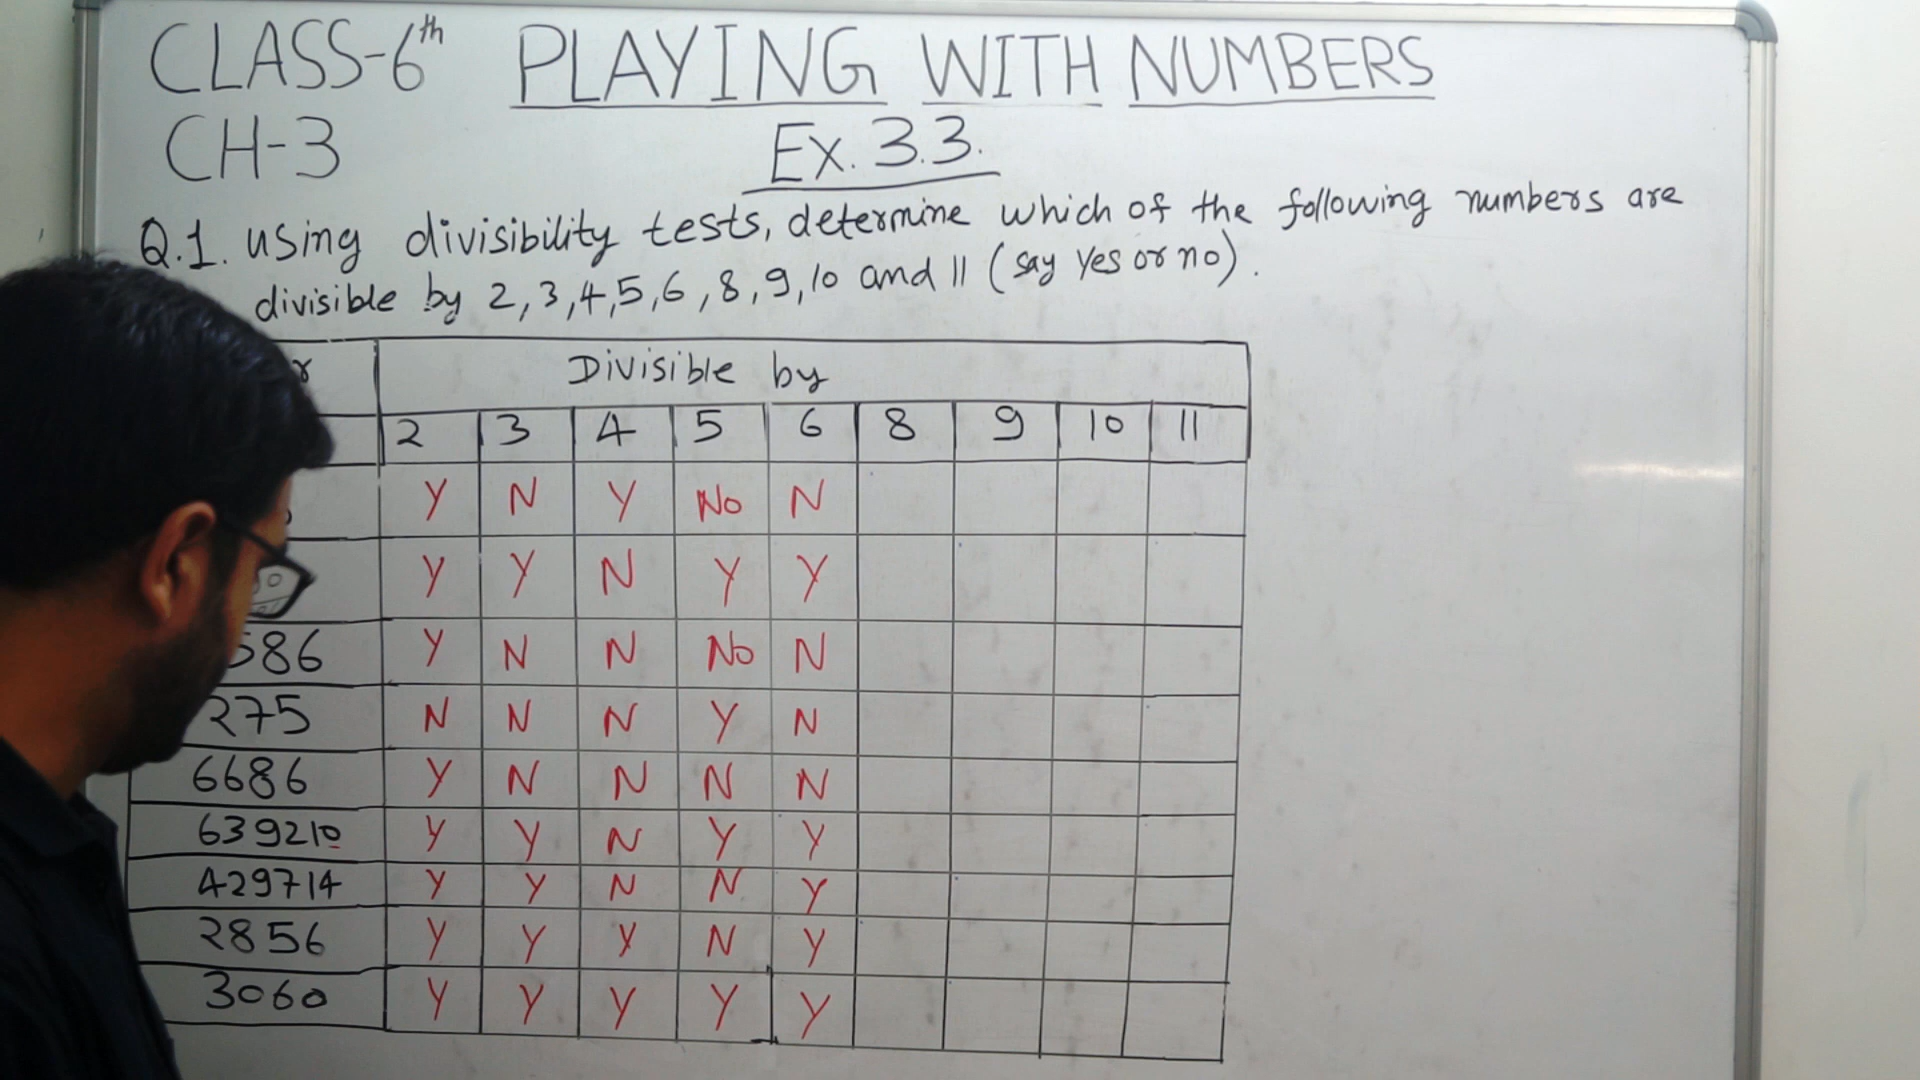 CLASS-6th PLAYING WITH NUMBERS
CH-3 Ex. 3.3.
Q.1. using divisibility tests, determine which of the following numbers are
divisible by 2,3,4,5,6,8,9,10 and 11 (say yes or no).
Divisible by
2 3 4 5 6 8 9 10 11
Y N Y No N
Y Y N Y Y
586 Y N N No N
275 N N N Y N
6686 Y N N N N
639210 Y Y N Y Y
429714 Y Y N N Y
2856 Y Y Y N Y
3060 Y Y Y Y Y